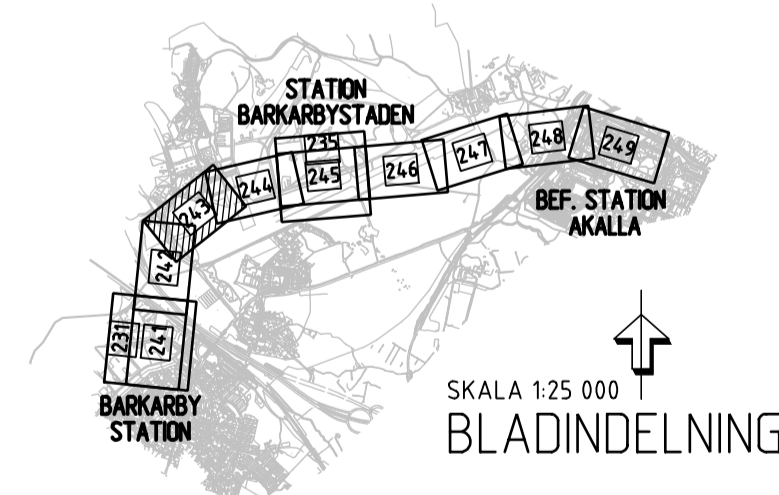 STATION
BARKARBYSTADEN
235
245
246
247
248
249
244
243
242
231
241
BEF. STATION
AKALLA
BARKARBY
STATION
SKALA 1:25 000
BLADINDELNING